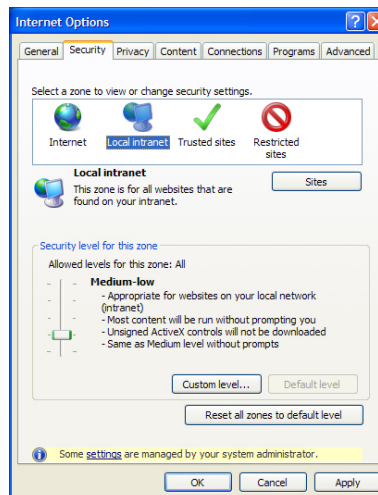 Internet Options
?
General Security Privacy Content Connections Programs Advanced
Select a zone to view or change security settings.
Internet Local intranet Trusted sites Restricted
sites
Local intranet
This zone is for all websites that are
found on your intranet.
Sites
Security level for this zone
Allowed levels for this zone: All
Medium-low
- Appropriate for websites on your local network
(intranet)
- Most content will be run without prompting you
- Unsigned ActiveX controls will not be downloaded
- Same as Medium level without prompts
Custom level... Default level
Reset all zones to default level
Some settings are managed by your system administrator.
OK Cancel Apply